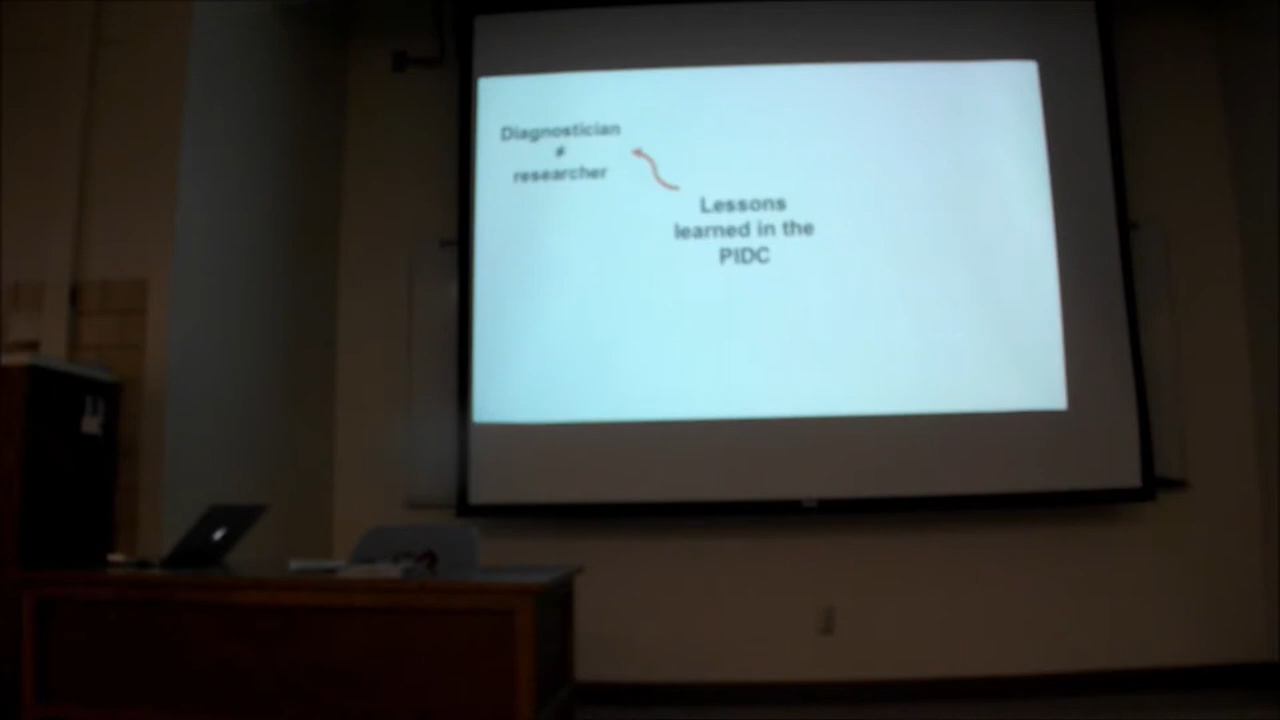 Diagnostician
≠
researcher
Lessons
learned in the
PIDC